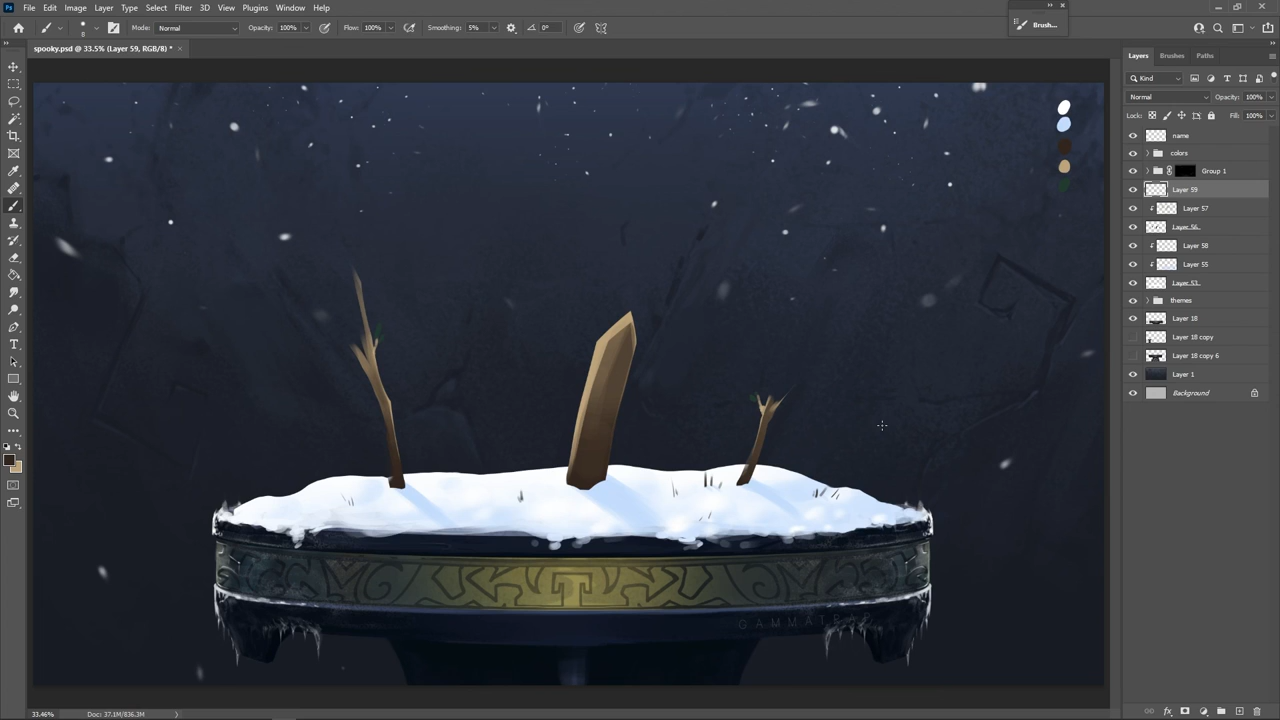 File Edit Image Layer Type Select Filter 3D View Plugins Window Help
Mode: Normal Opacity: 100% Flow: 100% Smoothing: 5% 0°
8
Brush...
spooky.psd @ 33.5% (Layer 59, RGB/8) *
Layers Brushes Paths
Kind
Normal Opacity: 100%
Lock: Fill: 100%
name
colors
Group 1
Layer 59
Layer 57
Layer 56
Layer 58
Layer 55
Layer 53
themes
Layer 18
Layer 18 copy
Layer 18 copy 6
Layer 1
Background
33.46% Doc: 37.1M/836.3M